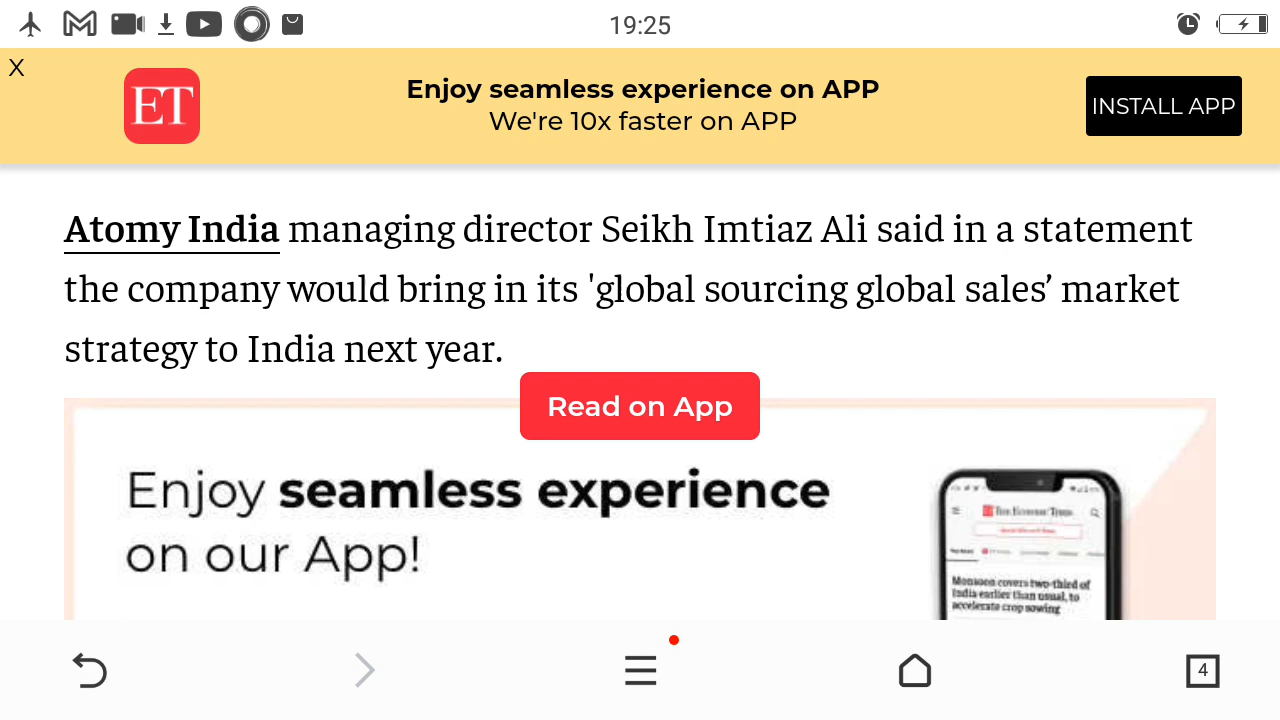 19:25
X
ET
Enjoy seamless experience on APP
We're 10x faster on APP
INSTALL APP
Atomy India managing director Seikh Imtiaz Ali said in a statement
the company would bring in its 'global sourcing global sales’ market
strategy to India next year.
Read on App
Enjoy seamless experience
on our App!
The Economic Times
Monsoon covers two-third of
India earlier than usual, to
accelerate crop sowing
4